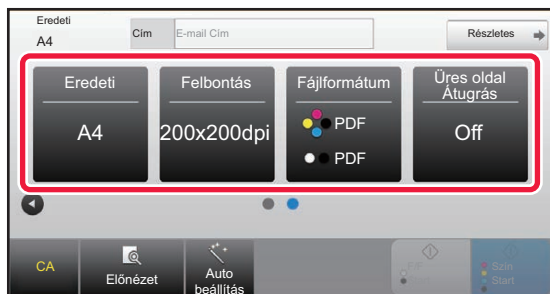 Eredeti
A4
Cím
E-mail Cím
Részletes
Eredeti
A4
Felbontás
200x200dpi
Fájlformátum
PDF
PDF
Üres oldal
Átugrás
Off
CA
Előnézet
Auto
beállítás
Szín
Start